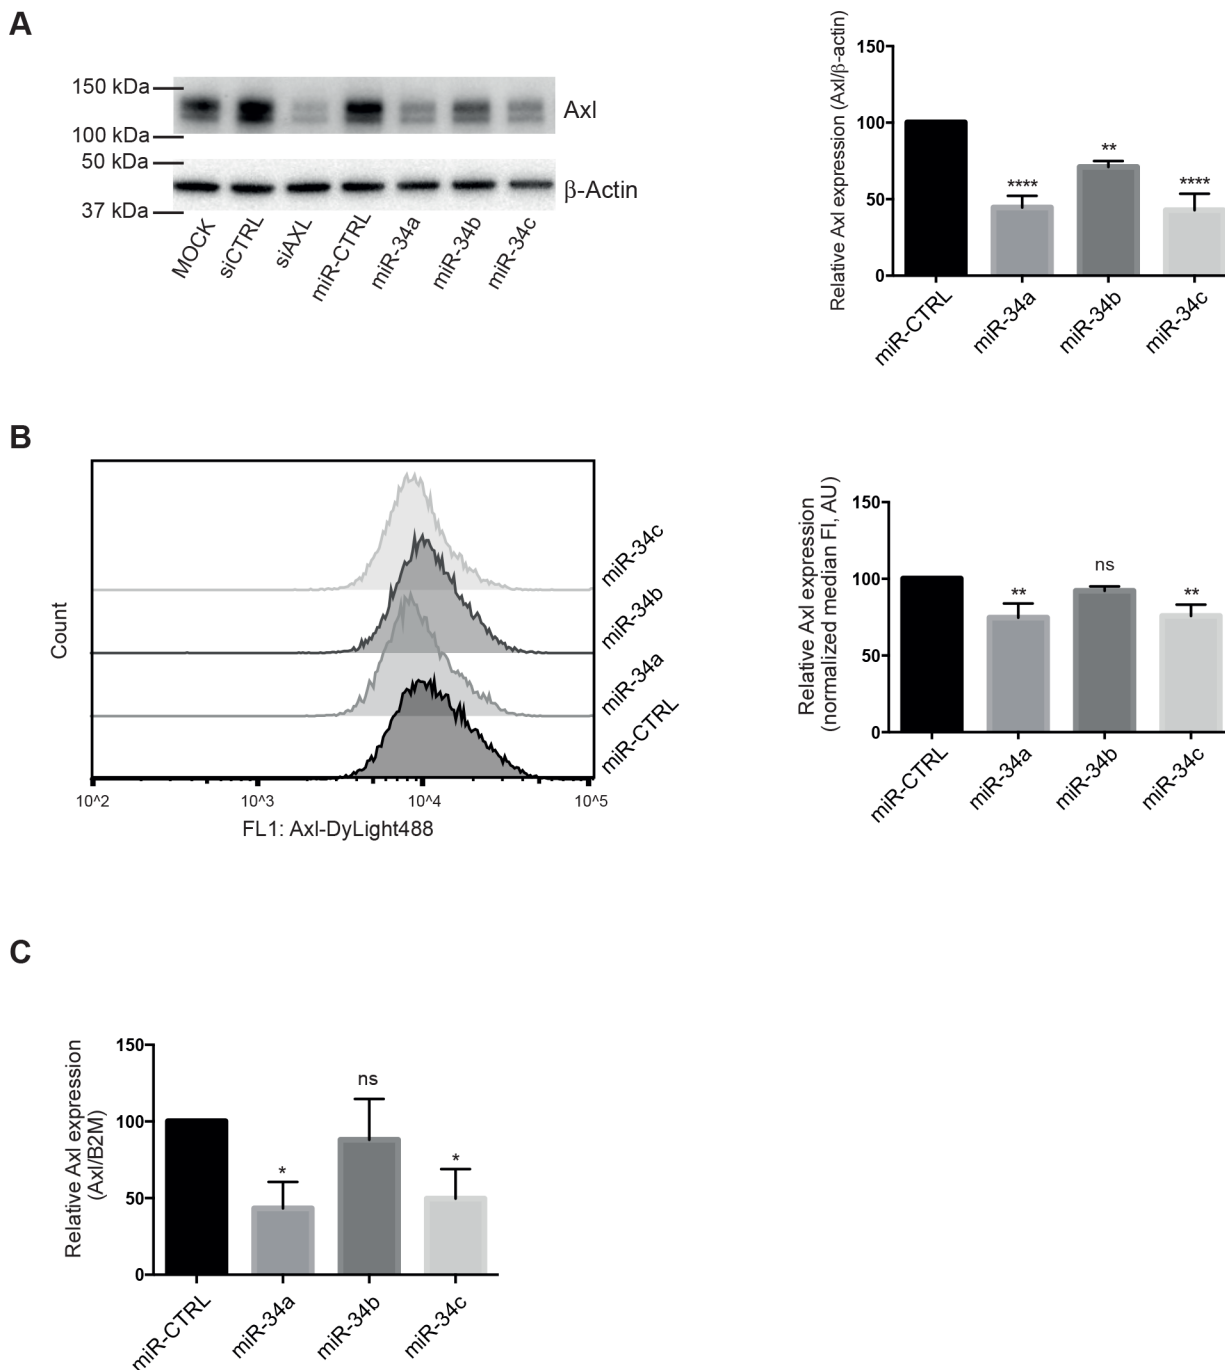 A
150 kDa
100 kDa
Axl
50 kDa
37 kDa
β-Actin
MOCK
siCTRL
siAXL
miR-CTRL
miR-34a
miR-34b
miR-34c
Relative Axl expression (Axl/β-actin)
150
100
50
0
****
**
****
miR-CTRL
miR-34a
miR-34b
miR-34c
B
Count
miR-34c
miR-34b
miR-34a
miR-CTRL
10^2
10^3
10^4
10^5
FL1: Axl-DyLight488
Relative Axl expression
(normalized median FI, AU)
150
100
50
0
**
ns
**
miR-CTRL
miR-34a
miR-34b
miR-34c
C
Relative Axl expression
(Axl/B2M)
150
100
50
0
*
ns
*
miR-CTRL
miR-34a
miR-34b
miR-34c